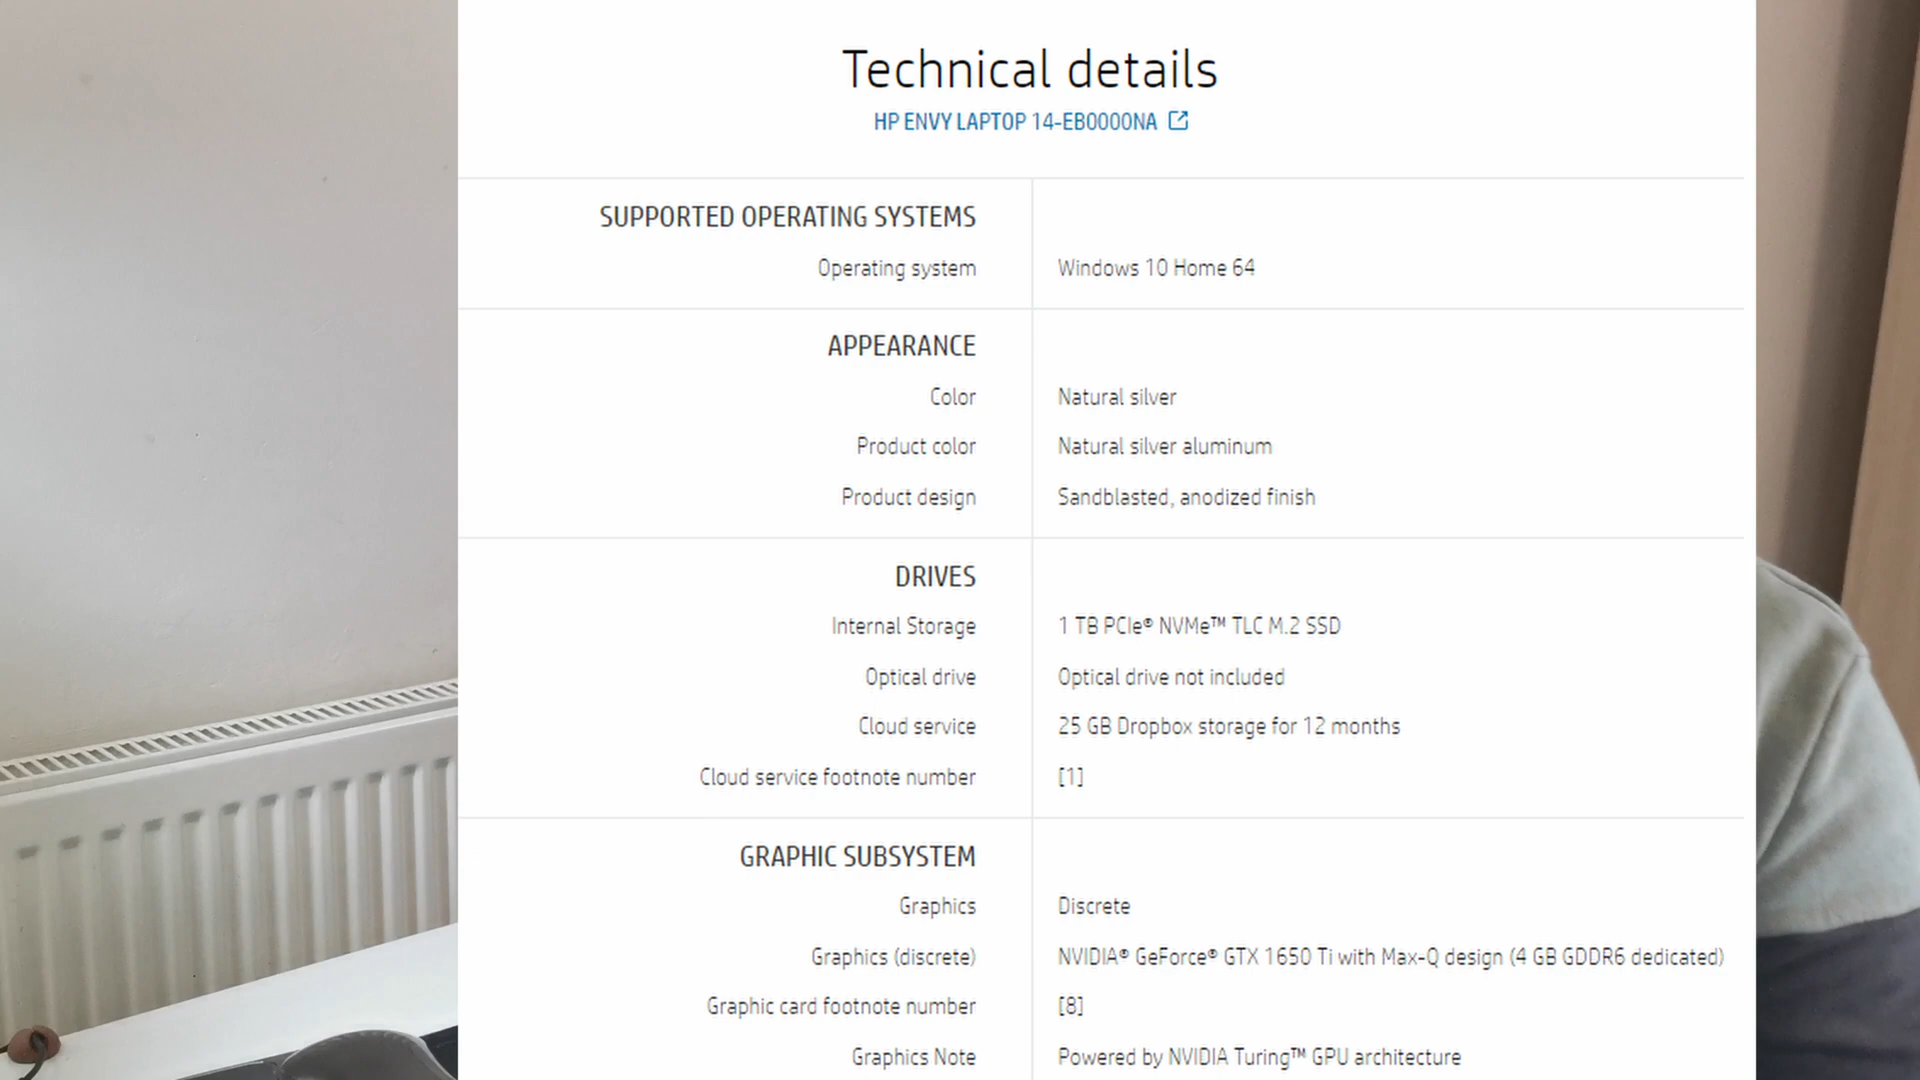 Technical details
HP ENVY LAPTOP 14-EB0000NA
SUPPORTED OPERATING SYSTEMS
Operating system Windows 10 Home 64
APPEARANCE
Color Natural silver
Product color Natural silver aluminum
Product design Sandblasted, anodized finish
DRIVES
Internal Storage 1 TB PCIe® NVMe™ TLC M.2 SSD
Optical drive Optical drive not included
Cloud service 25 GB Dropbox storage for 12 months
Cloud service footnote number [1]
GRAPHIC SUBSYSTEM
Graphics Discrete
Graphics (discrete) NVIDIA® GeForce® GTX 1650 Ti with Max-Q design (4 GB GDDR6 dedicated)
Graphic card footnote number [8]
Graphics Note Powered by NVIDIA Turing™ GPU architecture